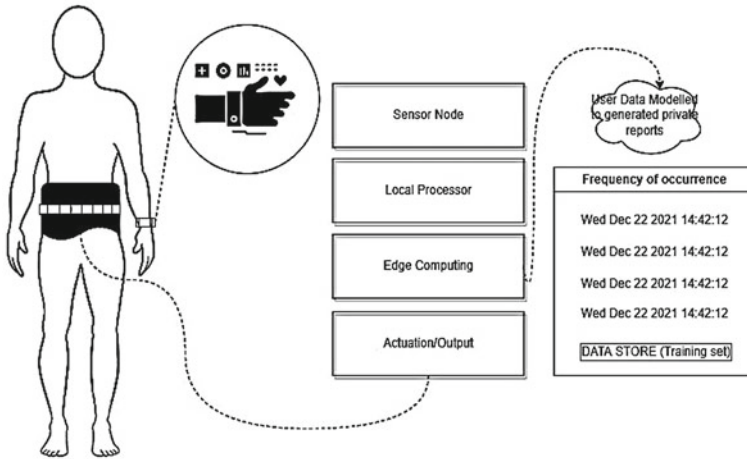 Sensor Node
Local Processor
Edge Computing
Actuation/Output
User Data Modelled
to generated private
reports
Frequency of occurrence
Wed Dec 22 2021 14:42:12
Wed Dec 22 2021 14:42:12
Wed Dec 22 2021 14:42:12
Wed Dec 22 2021 14:42:12
DATA STORE (Training set)